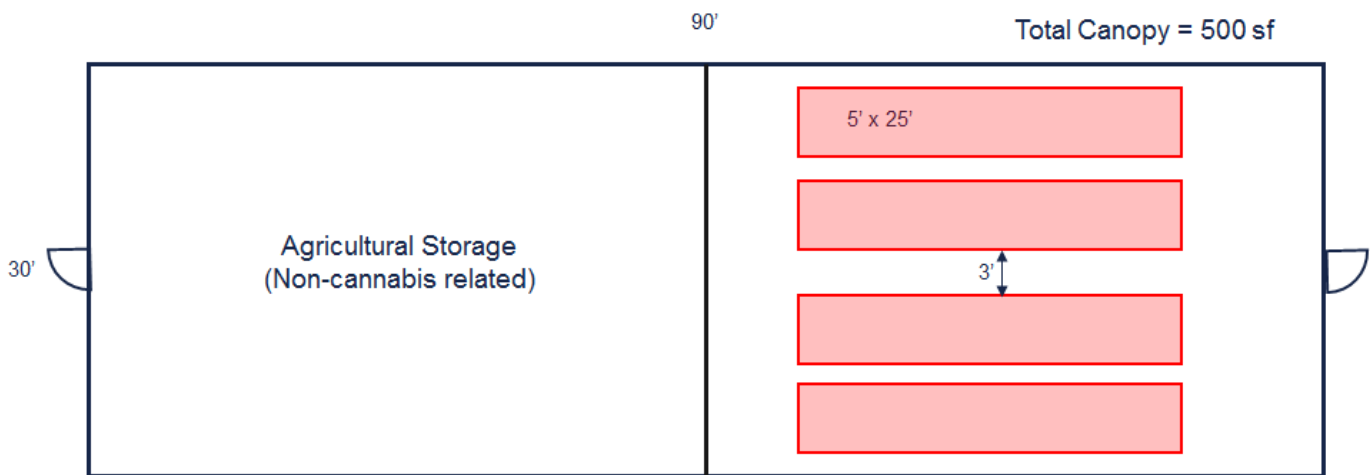 90’
Total Canopy = 500 sf
5’ x 25’
Agricultural Storage
(Non-cannabis related)
30’
3’